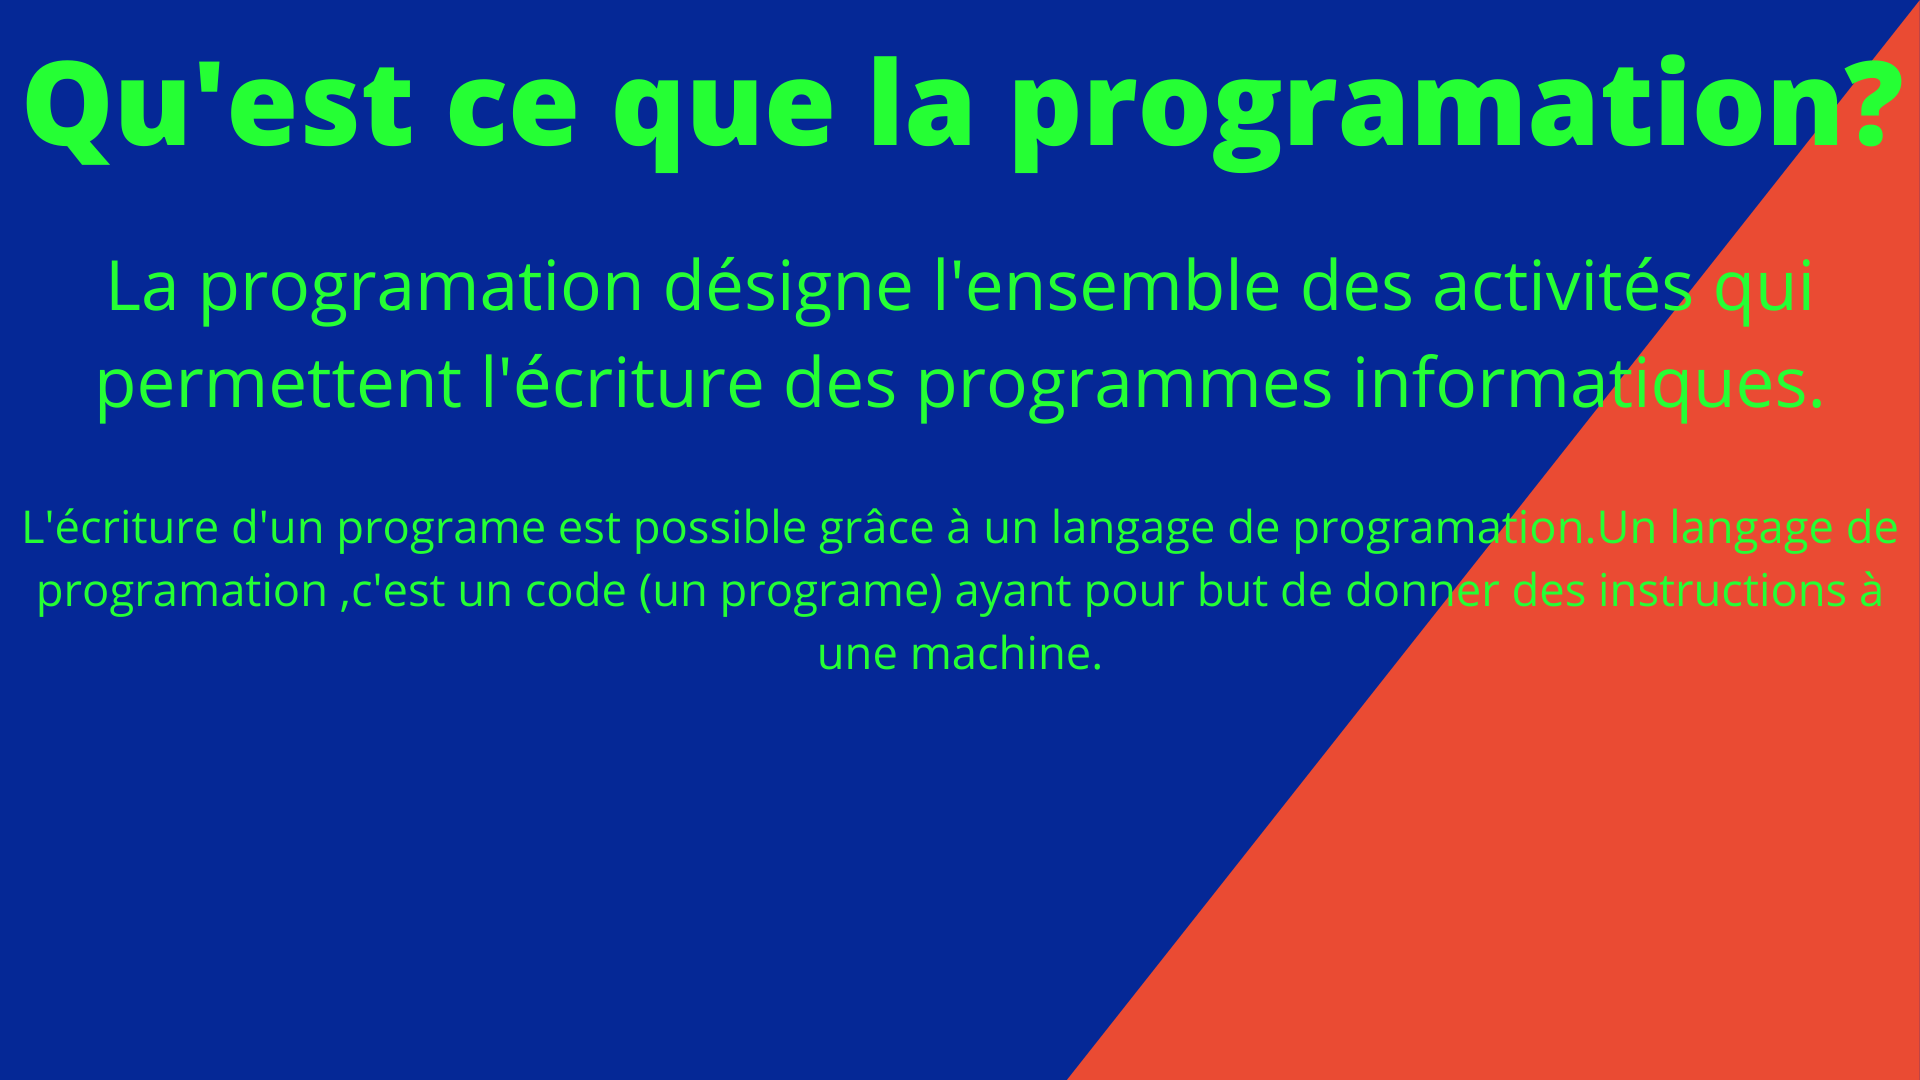 Qu'est ce que la programation?
La programation désigne l'ensemble des activités qui
permettent l'écriture des programmes informatiques.
L'écriture d'un programe est possible grâce à un langage de programation.Un langage de
programation ,c'est un code (un programe) ayant pour but de donner des instructions à
une machine.